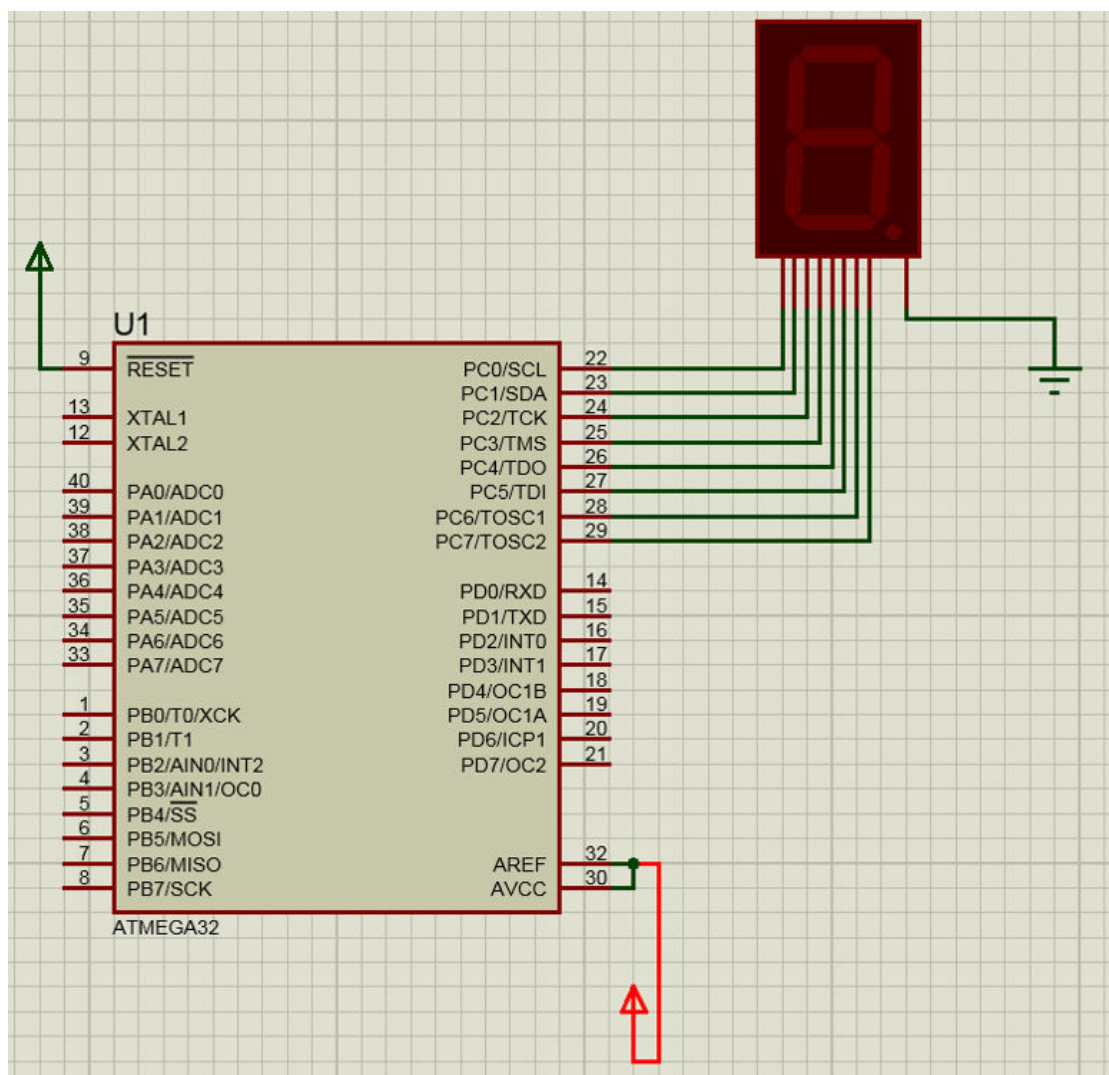 U1
9 RESET
13 XTAL1
12 XTAL2
40 PA0/ADC0
39 PA1/ADC1
38 PA2/ADC2
37 PA3/ADC3
36 PA4/ADC4
35 PA5/ADC5
34 PA6/ADC6
33 PA7/ADC7
1 PB0/T0/XCK
2 PB1/T1
3 PB2/AIN0/INT2
4 PB3/AIN1/OC0
5 PB4/SS
6 PB5/MOSI
7 PB6/MISO
8 PB7/SCK
PC0/SCL 22
PC1/SDA 23
PC2/TCK 24
PC3/TMS 25
PC4/TDO 26
PC5/TDI 27
PC6/TOSC1 28
PC7/TOSC2 29
PD0/RXD 14
PD1/TXD 15
PD2/INT0 16
PD3/INT1 17
PD4/OC1B 18
PD5/OC1A 19
PD6/ICP1 20
PD7/OC2 21
AREF 32
AVCC 30
ATMEGA32